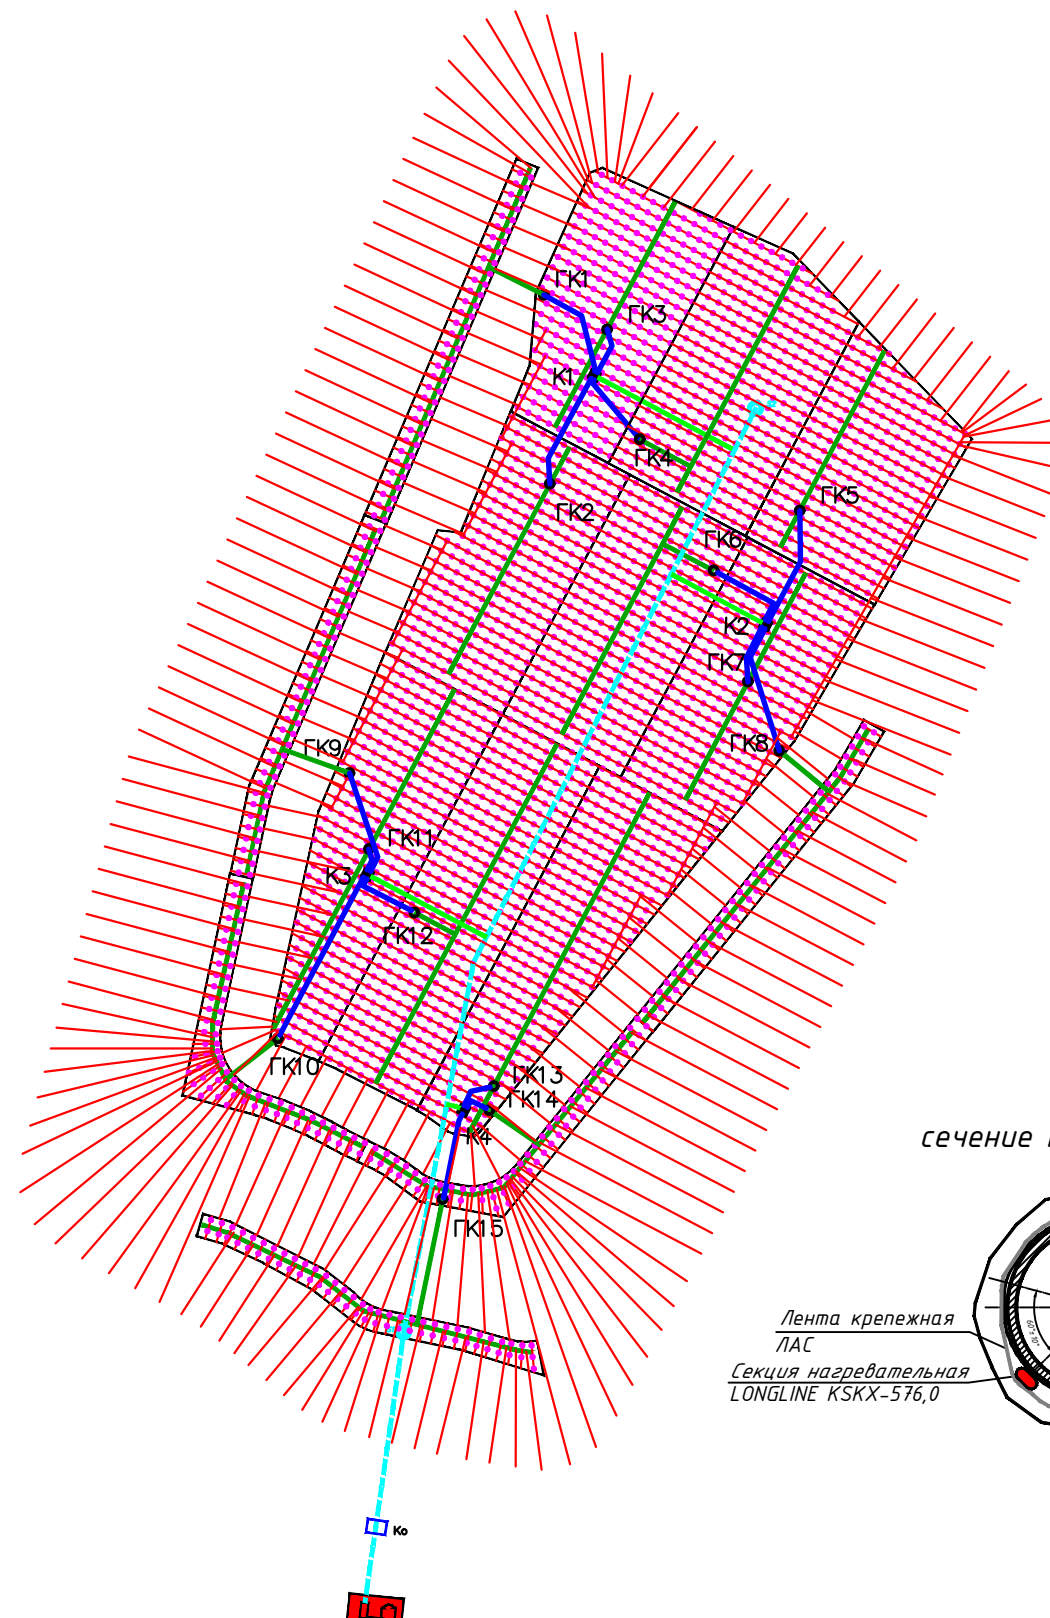 ГК1
ГК3
К1
ГК4
ГК2
ГК5
ГК6
К2
ГК7
ГК8
ГК9
ГК11
К3
ГК12
ГК10
ГК13
ГК14
К4
ГК15
сечение
Лента крепежная
ЛАС
Секция нагревательная
LONGLINE KSKX-576,0
Ко